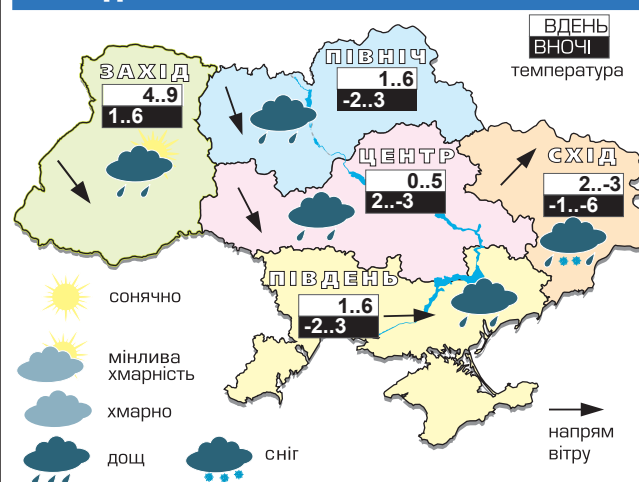 ВДЕНЬ
ВНОЧІ
температура
ЗАХІД
4..9
1..6
ПІВНІЧ
1..6
-2..3
ЦЕНТР
0..5
2..-3
СХІД
2..-3
-1..-6
ПІВДЕНЬ
1..6
-2..3
сонячно
мінлива
хмарність
хмарно
дощ
сніг
напрям
вітру